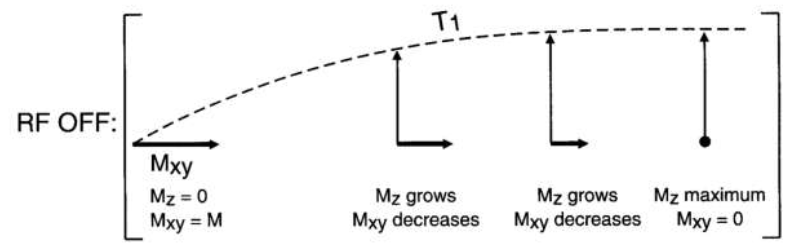 T1
RF OFF:
Mxy
Mz = 0
Mxy = M
Mz grows
Mxy decreases
Mz grows
Mxy decreases
Mz maximum
Mxy = 0